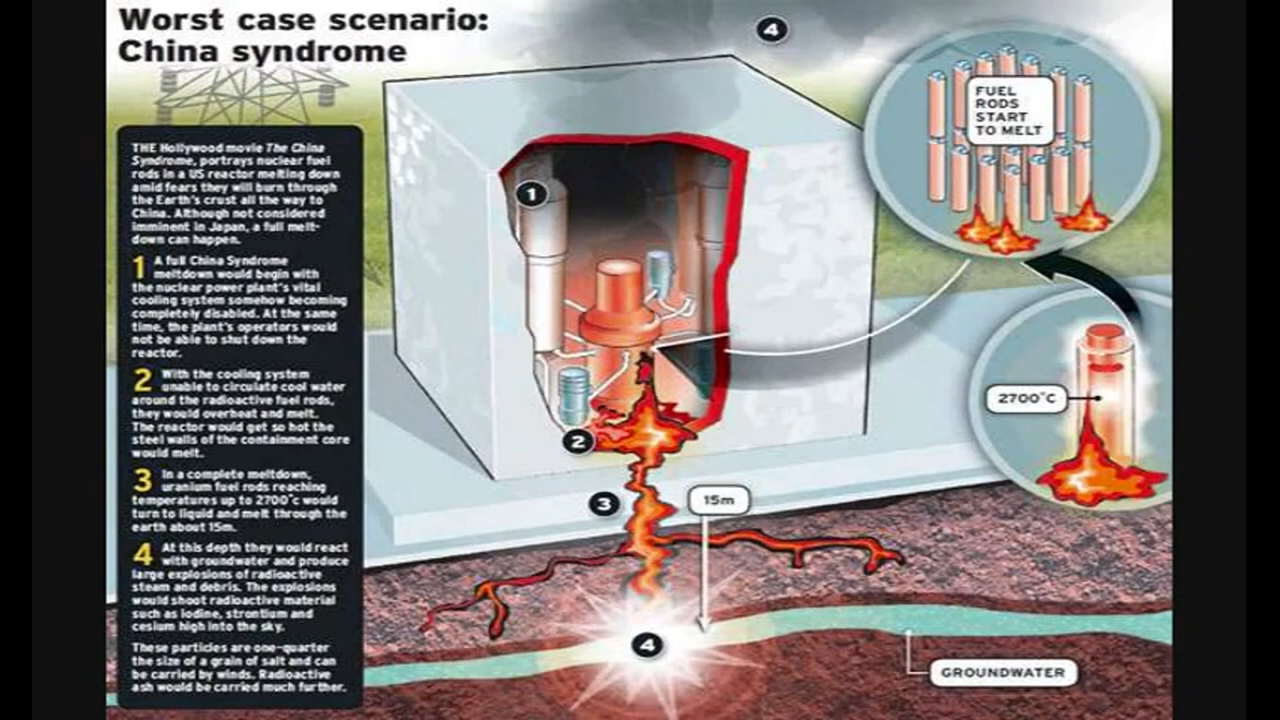 Worst case scenario:
China syndrome
THE Hollywood movie The China
Syndrome, portrays nuclear fuel
rods in a US reactor melting down
amid fears they will burn through
the Earth's crust all the way to
China. Although not considered
imminent in Japan, a full melt-
down can happen.
1 A full China Syndrome
meltdown would begin with
the nuclear power plant's vital
cooling system somehow becoming
completely disabled. At the same
time, the plant's operators would
not be able to shut down the
reactor.
2 With the cooling system
unable to circulate cool water
around the radioactive fuel rods,
they would overheat and melt.
The reactor would get so hot the
steel walls of the containment core
would melt.
3 In a complete meltdown,
uranium fuel rods reaching
temperatures up to 2700°c would
turn to liquid and melt through the
earth about 15m.
4 At this depth they would react
with groundwater and produce
large explosions of radioactive
steam and debris. The explosions
would shoot radioactive material
such as iodine, strontium and
cesium high into the sky.
These particles are one-quarter
the size of a grain of salt and can
be carried by winds. Radioactive
ash would be carried much further.
4
1
2
3
15m
4
GROUNDWATER
FUEL
RODS
START
TO MELT
2700°C